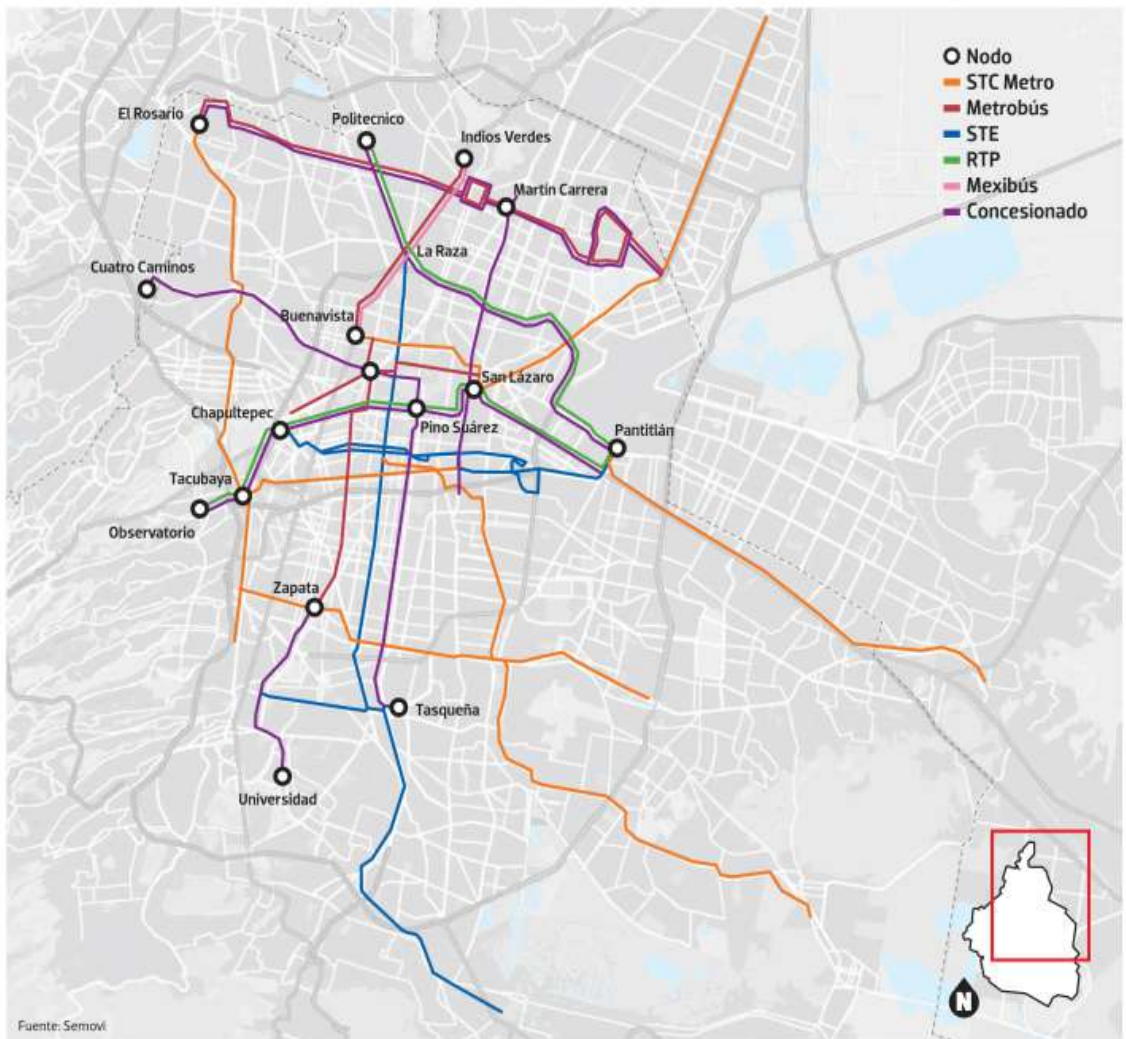 Nodo
STC Metro
Metrobús
STE
RTP
Mexibús
Concesionado
El Rosario
Politecnico
Indios Verdes
Martín Carrera
La Raza
Cuatro Caminos
Buenavista
San Lázaro
Chapultepec
Pino Suárez
Pantitlán
Tacubaya
Observatorio
Zapata
Tasqueña
Universidad
N
Fuente: Semovi